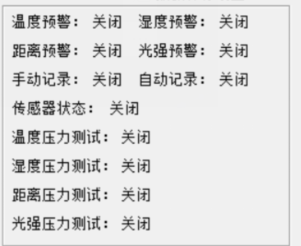 温度预警: 关闭 湿度预警: 关闭
距离预警: 关闭 光强预警: 关闭
手动记录: 关闭 自动记录: 关闭
传感器状态: 关闭
温度压力测试: 关闭
湿度压力测试: 关闭
距离压力测试: 关闭
光强压力测试: 关闭